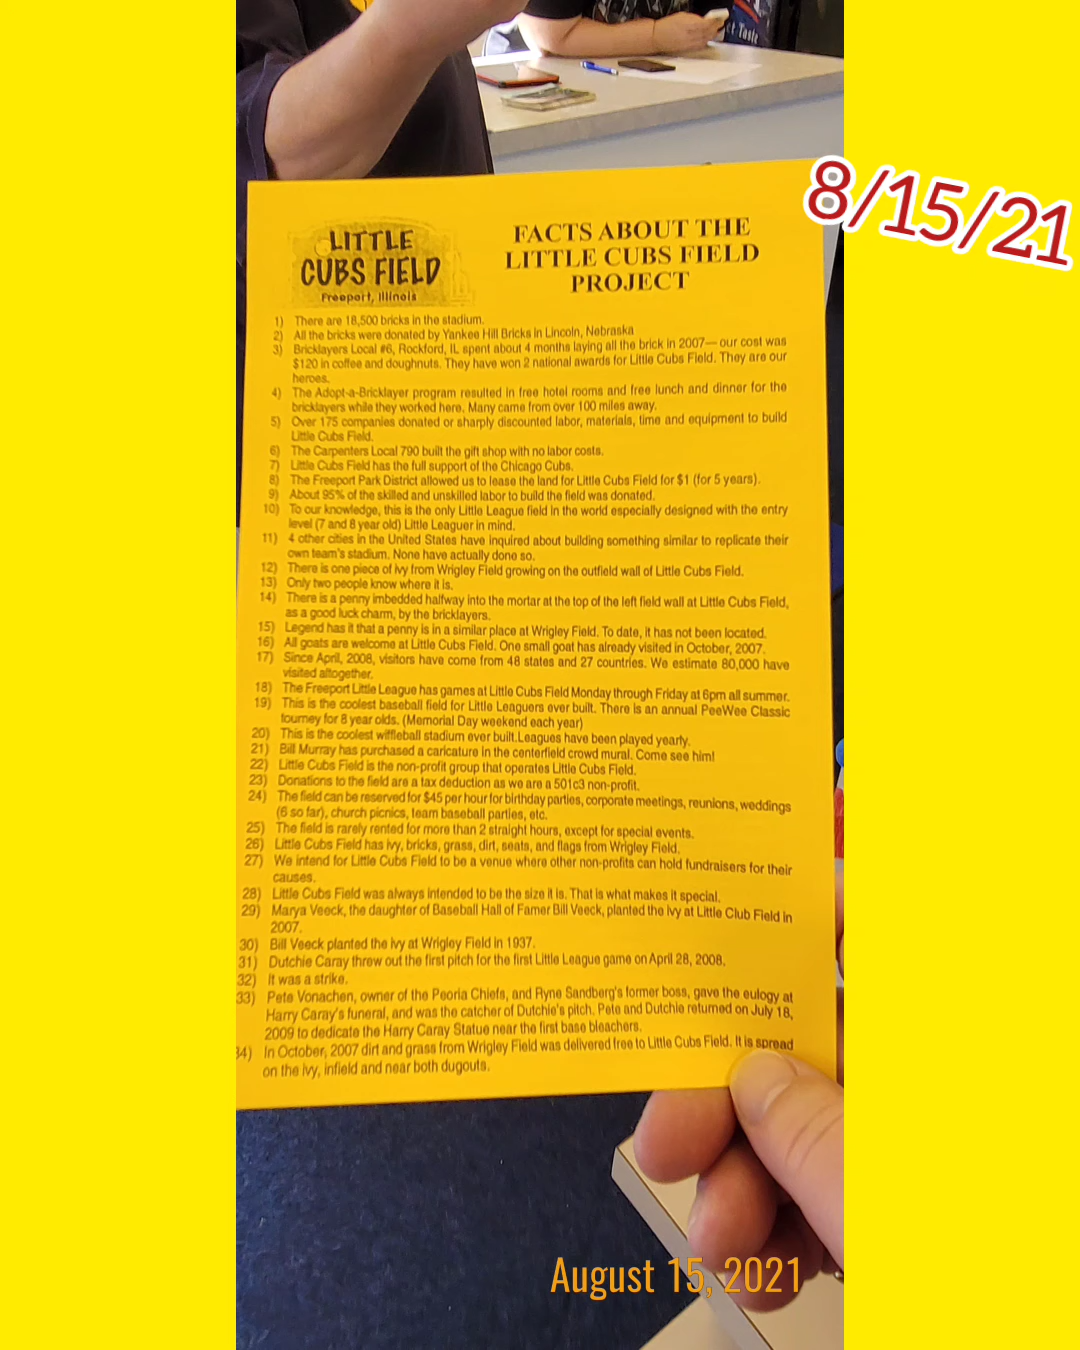 ct Taste
8/15/21
LITTLE
CUBS FIELD
Freeport, Illinois
FACTS ABOUT THE
LITTLE CUBS FIELD
PROJECT
1) There are 18,500 bricks in the stadium.
2) All the bricks were donated by Yankee Hill Bricks in Lincoln, Nebraska
3) Bricklayers Local #6, Rockford, IL spent about 4 months laying all the brick in 2007— our cost was
$120 in coffee and doughnuts. They have won 2 national awards for Little Cubs Field. They are our
heroes.
4) The Adopt-a-Bricklayer program resulted in free hotel rooms and free lunch and dinner for the
bricklayers while they worked here. Many came from over 100 miles away.
5) Over 175 companies donated or sharply discounted labor, materials, time and equipment to build
Little Cubs Field.
6) The Carpenters Local 790 built the gift shop with no labor costs.
7) Little Cubs Field has the full support of the Chicago Cubs.
8) The Freeport Park District allowed us to lease the land for Little Cubs Field for $1 (for 5 years).
9) About 95% of the skilled and unskilled labor to build the field was donated.
10) To our knowledge, this is the only Little League field in the world especially designed with the entry
level (7 and 8 year old) Little Leaguer in mind.
11) 4 other cities in the United States have inquired about building something similar to replicate their
own team's stadium. None have actually done so.
12) There is one piece of ivy from Wrigley Field growing on the outfield wall of Little Cubs Field.
13) Only two people know where it is.
14) There is a penny imbedded halfway into the mortar at the top of the left field wall at Little Cubs Field,
as a good luck charm, by the bricklayers.
15) Legend has it that a penny is in a similar place at Wrigley Field. To date, it has not been located.
16) All goats are welcome at Little Cubs Field. One small goat has already visited in October, 2007.
17) Since April, 2008, visitors have come from 48 states and 27 countries. We estimate 80,000 have
visited altogether.
18) The Freeport Little League has games at Little Cubs Field Monday through Friday at 6pm all summer.
19) This is the coolest baseball field for Little Leaguers ever built. There is an annual PeeWee Classic
tourney for 8 year olds. (Memorial Day weekend each year)
20) This is the coolest wiffleball stadium ever built.Leagues have been played yearly.
21) Bill Murray has purchased a caricature in the centerfield crowd mural. Come see him!
22) Little Cubs Field is the non-profit group that operates Little Cubs Field.
23) Donations to the field are a tax deduction as we are a 501c3 non-profit.
24) The field can be reserved for $45 per hour for birthday parties, corporate meetings, reunions, weddings
(6 so far), church picnics, team baseball parties, etc.
25) The field is rarely rented for more than 2 straight hours, except for special events.
26) Little Cubs Field has ivy, bricks, grass, dirt, seats, and flags from Wrigley Field.
27) We intend for Little Cubs Field to be a venue where other non-profits can hold fundraisers for their
causes.
28) Little Cubs Field was always intended to be the size it is. That is what makes it special.
29) Marya Veeck, the daughter of Baseball Hall of Famer Bill Veeck, planted the ivy at Little Club Field in
2007.
30) Bill Veeck planted the ivy at Wrigley Field in 1937.
31) Dutchie Caray threw out the first pitch for the first Little League game on April 28, 2008.
32) It was a strike.
33) Pete Vonachen, owner of the Peoria Chiefs, and Ryne Sandberg's former boss, gave the eulogy at
Harry Caray's funeral, and was the catcher of Dutchie's pitch. Pete and Dutchie returned on July 18,
2009 to dedicate the Harry Caray Statue near the first base bleachers.
34) In October, 2007 dirt and grass from Wrigley Field was delivered free to Little Cubs Field. It is spread
on the ivy, infield and near both dugouts.
August 15, 2021